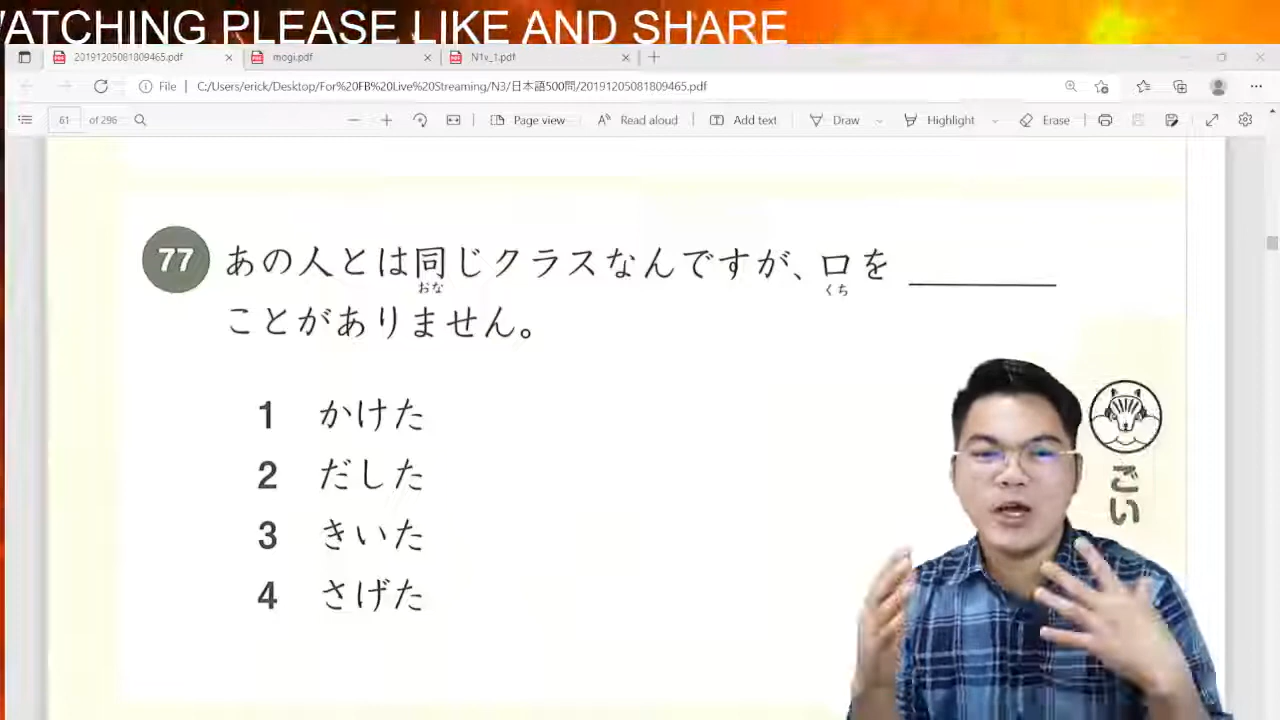 WATCHING PLEASE LIKE AND SHARE
20191205081809465.pdf
mogi.pdf
N1v_1.pdf
File
C:/Users/erick/Desktop/For%20FB%20Live%20Streaming/N3/日本語500問/20191205081809465.pdf
61 of 296
Page view
Read aloud
Add text
Draw
Highlight
Erase
77 あの人とは同じクラスなんですが、口を
おな
くち
ことがありません。
1 かけた
2 だした
3 きいた
4 さげた
ごい